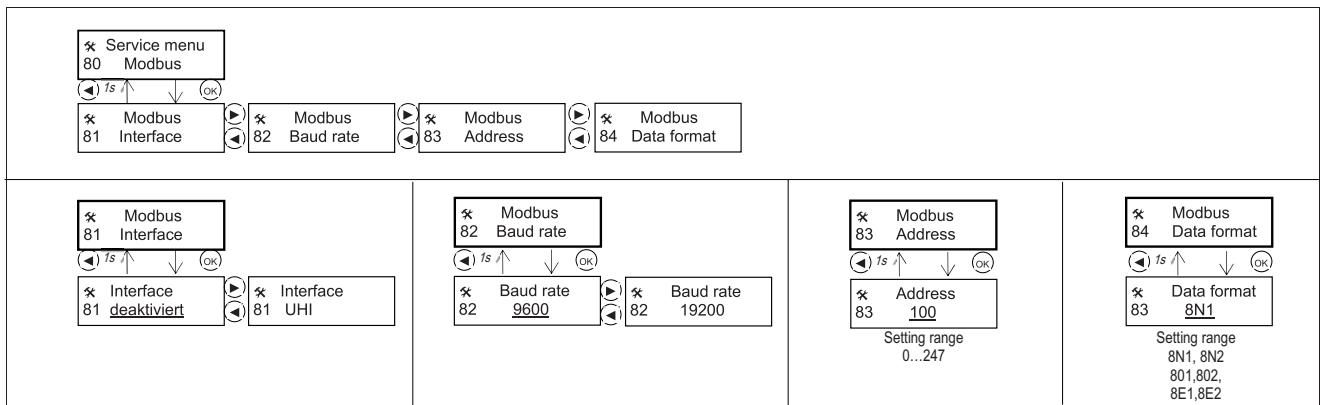 Service menu
80 Modbus
1s OK
Modbus
81 Interface
Modbus
82 Baud rate
Modbus
83 Address
Modbus
84 Data format
Modbus
81 Interface
1s OK
Interface
81 deaktiviert
Interface
81 UHI
Modbus
82 Baud rate
1s OK
Baud rate
82 9600
Baud rate
82 19200
Modbus
83 Address
1s OK
Address
83 100
Setting range
0...247
Modbus
84 Data format
1s OK
Data format
83 8N1
Setting range
8N1, 8N2
801,802,
8E1,8E2